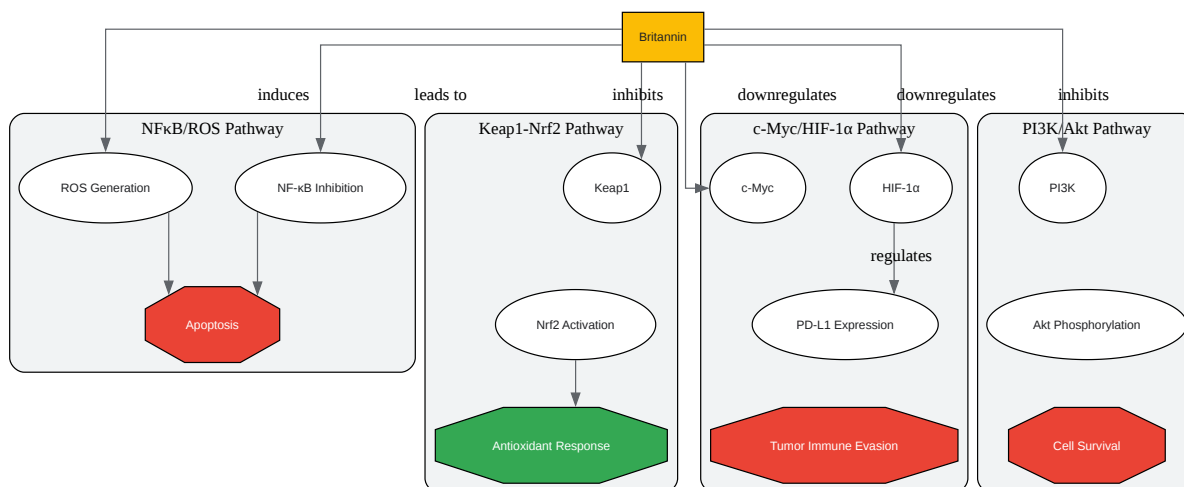 Britannin
induces
leads to
inhibits
downregulates
downregulates
inhibits
NFκB/ROS Pathway
Keap1-Nrf2 Pathway
c-Myc/HIF-1α Pathway
PI3K/Akt Pathway
ROS Generation
NF-κB Inhibition
Keap1
c-Myc
HIF-1α
PI3K
regulates
Apoptosis
Nrf2 Activation
PD-L1 Expression
Akt Phosphorylation
Antioxidant Response
Tumor Immune Evasion
Cell Survival